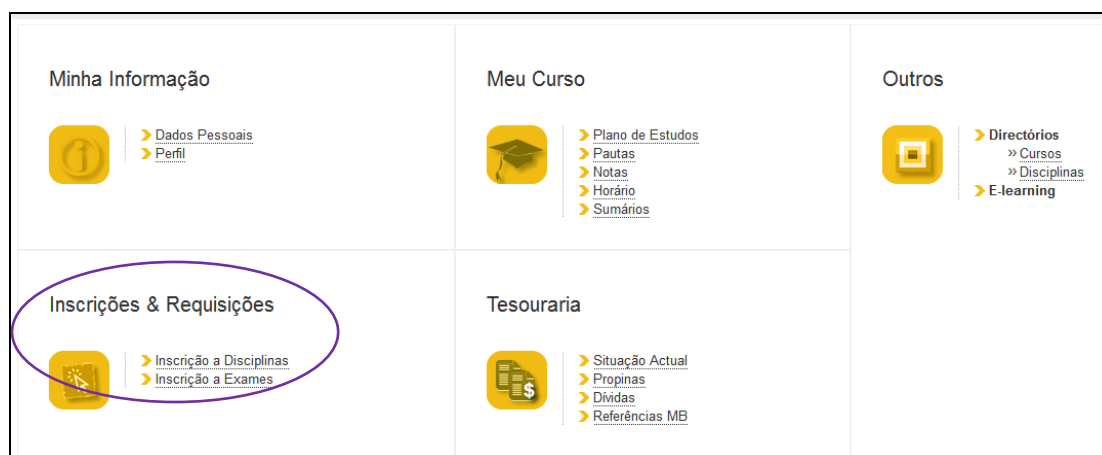 Minha Informação
Dados Pessoais
Perfil
Meu Curso
Plano de Estudos
Pautas
Notas
Horário
Sumários
Outros
Directórios
» Cursos
» Disciplinas
E-learning
Inscrições & Requisições
Inscrição a Disciplinas
Inscrição a Exames
Tesouraria
Situação Actual
Propinas
Dívidas
Referências MB